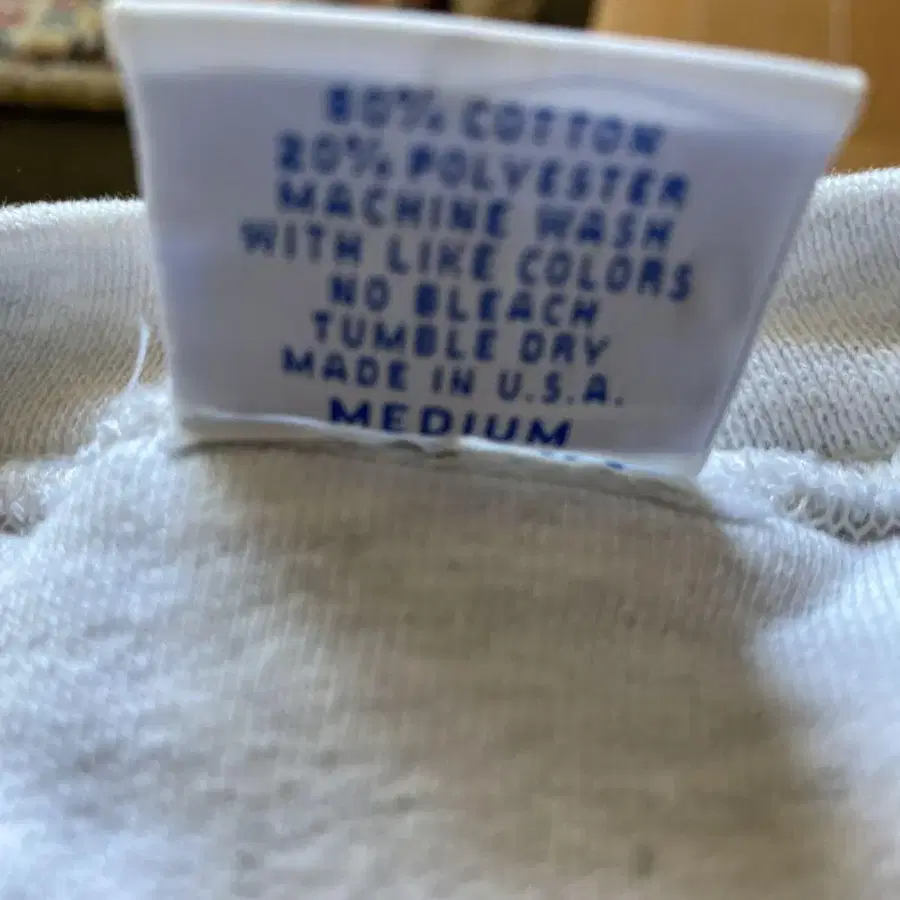 80% COTTON
20% POLYESTER
MACHINE WASH
WITH LIKE COLORS
NO BLEACH
TUMBLE DRY
MADE IN U.S.A.
MEDIUM